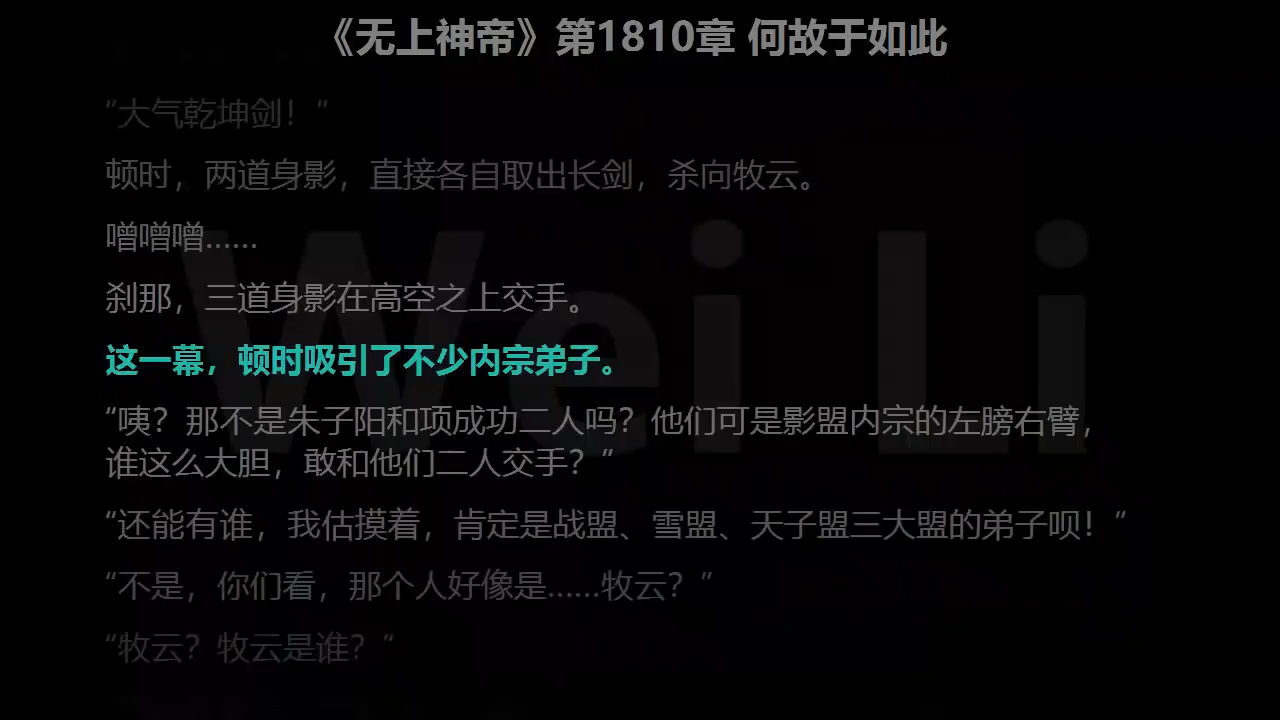 《无上神帝》第1810章 何故于如此
“大气乾坤剑！”
顿时，两道身影，直接各自取出长剑，杀向牧云。
噌噌噌……
刹那，三道身影在高空之上交手。
这一幕，顿时吸引了不少内宗弟子。
“咦？那不是朱子阳和项成功二人吗？他们可是影盟内宗的左膀右臂，
谁这么大胆，敢和他们二人交手？”
“还能有谁，我估摸着，肯定是战盟、雪盟、天子盟三大盟的弟子呗！”
“不是，你们看，那个人好像是……牧云？”
“牧云？牧云是谁？“
Wei Li